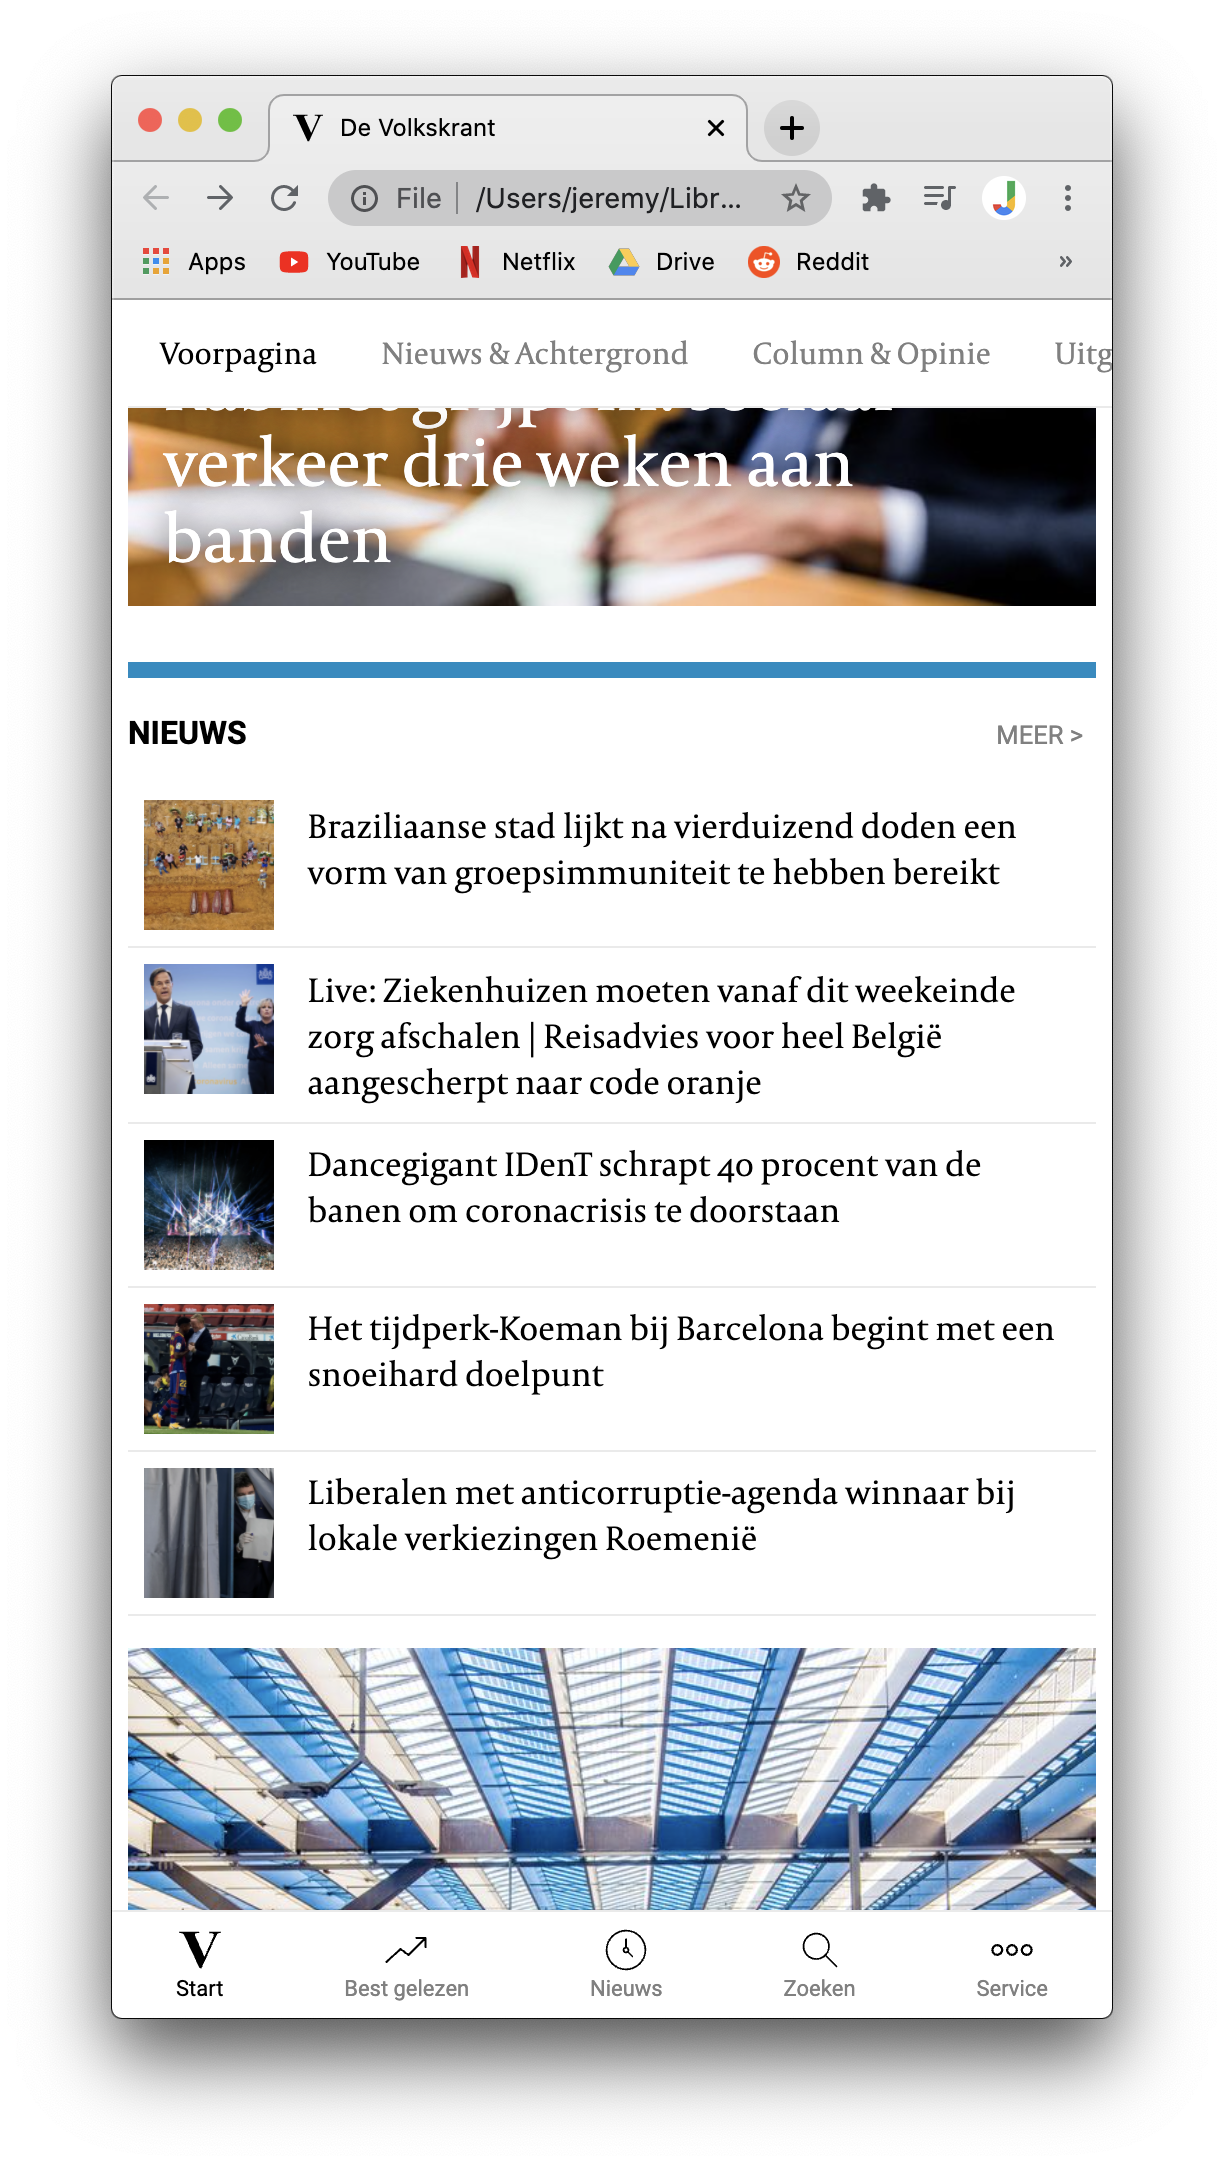 V De Volkskrant
File /Users/jeremy/Libr...
Apps YouTube Netflix Drive Reddit »
Voorpagina Nieuws & Achtergrond Column & Opinie Uitg
verkeer drie weken aan
banden
NIEUWS MEER >
Braziliaanse stad lijkt na vierduizend doden een
vorm van groepsimmuniteit te hebben bereikt
Live: Ziekenhuizen moeten vanaf dit weekeinde
zorg afschalen | Reisadvies voor heel België
aangescherpt naar code oranje
Dancegigant IDenT schrapt 40 procent van de
banen om coronacrisis te doorstaan
Het tijdperk-Koeman bij Barcelona begint met een
snoeihard doelpunt
Liberalen met anticorruptie-agenda winnaar bij
lokale verkiezingen Roemenië
V
Start Best gelezen Nieuws Zoeken Service